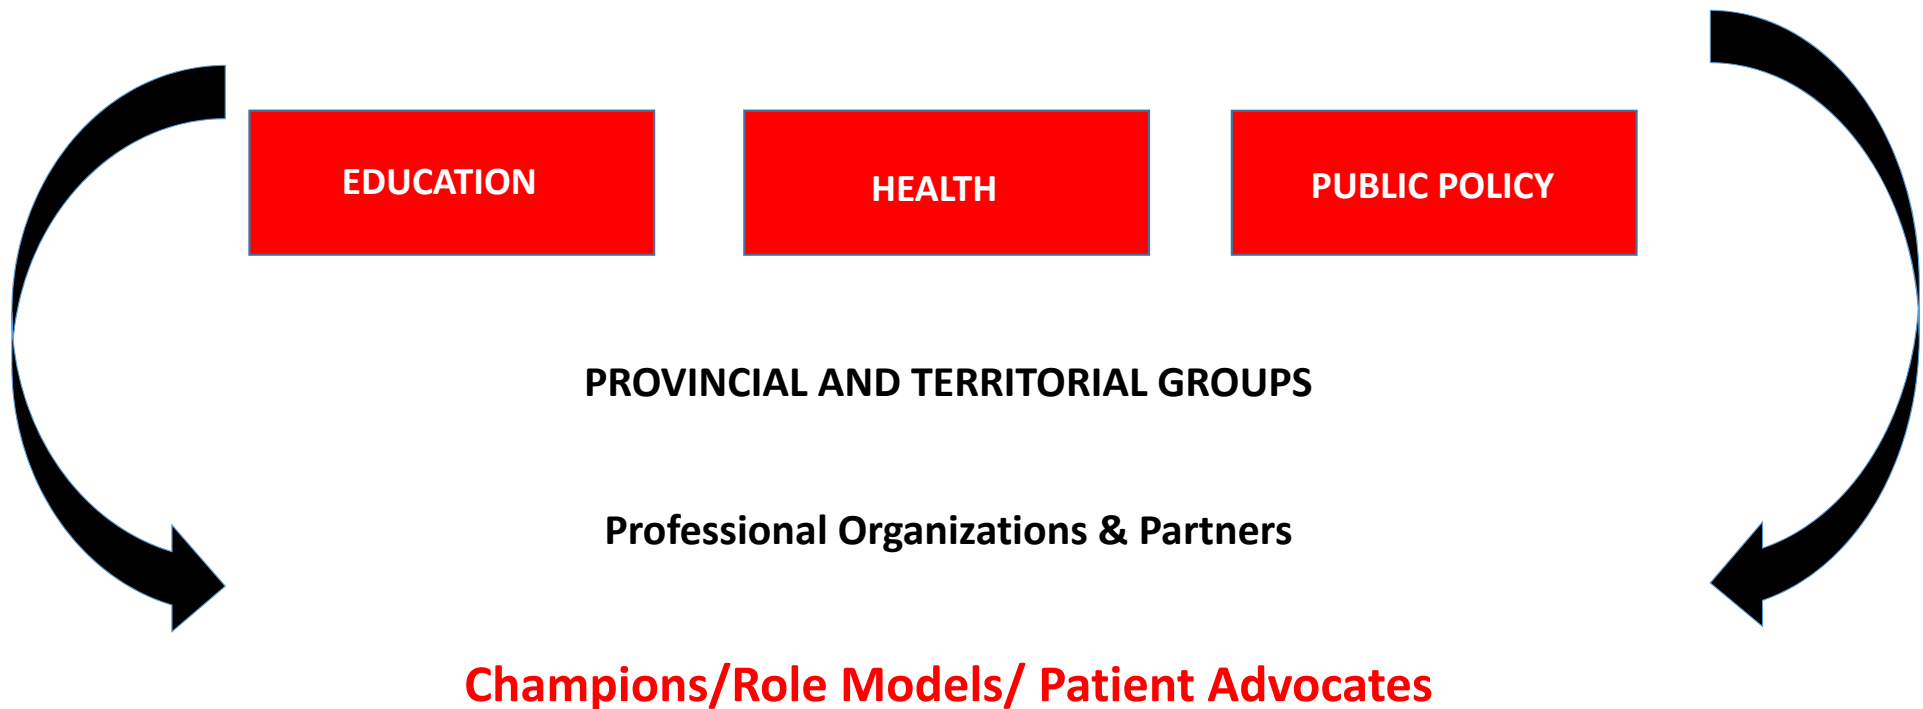 EDUCATION
HEALTH
PUBLIC POLICY
PROVINCIAL AND TERRITORIAL GROUPS
Professional Organizations & Partners
Champions/Role Models/ Patient Advocates